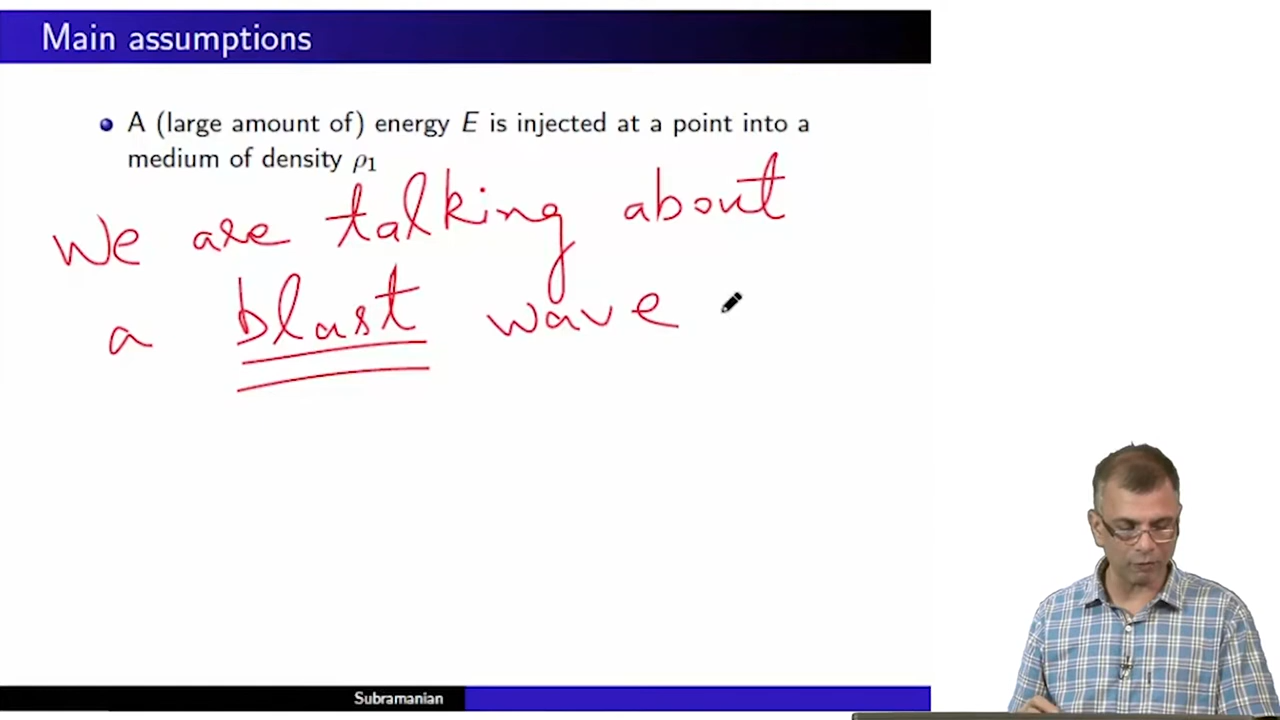 Main assumptions
A (large amount of) energy E is injected at a point into a
medium of density ρ₁
We are talking about
a blast wave
Subramanian